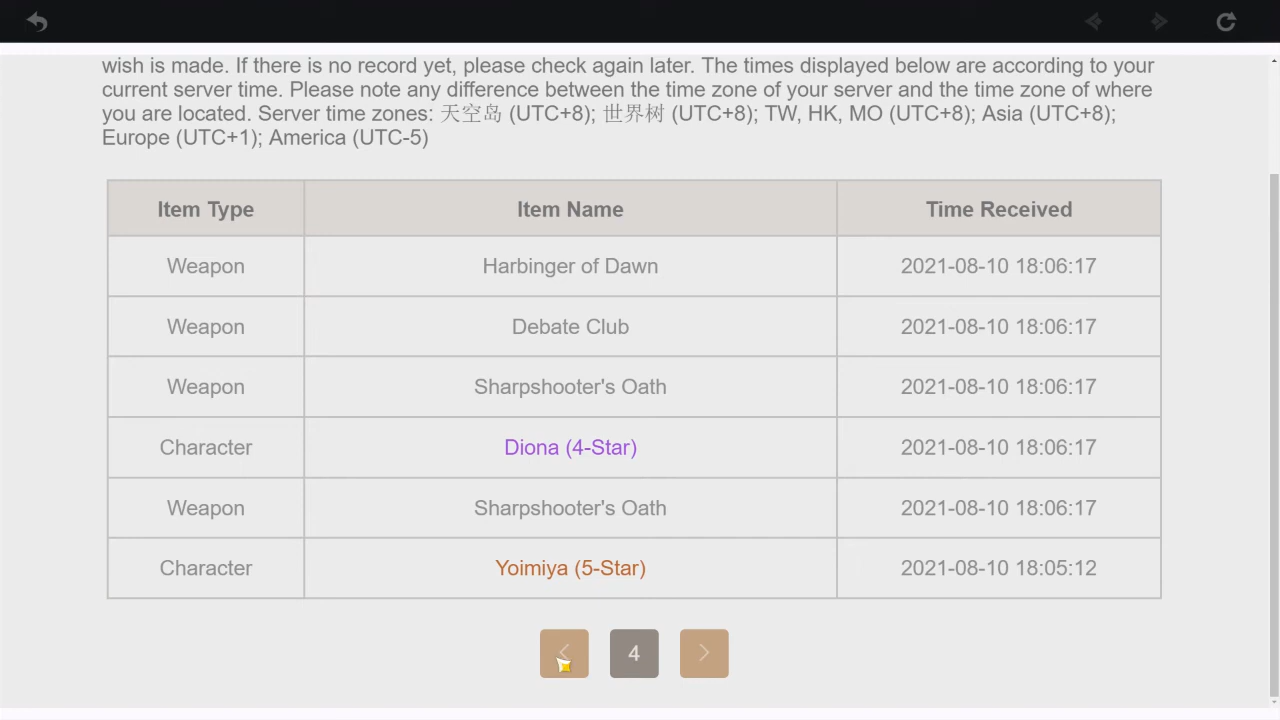 wish is made. If there is no record yet, please check again later. The times displayed below are according to your
current server time. Please note any difference between the time zone of your server and the time zone of where
you are located. Server time zones: 天空岛 (UTC+8); 世界树 (UTC+8); TW, HK, MO (UTC+8); Asia (UTC+8);
Europe (UTC+1); America (UTC-5)
Item Type Item Name Time Received
Weapon Harbinger of Dawn 2021-08-10 18:06:17
Weapon Debate Club 2021-08-10 18:06:17
Weapon Sharpshooter's Oath 2021-08-10 18:06:17
Character Diona (4-Star) 2021-08-10 18:06:17
Weapon Sharpshooter's Oath 2021-08-10 18:06:17
Character Yoimiya (5-Star) 2021-08-10 18:05:12
4